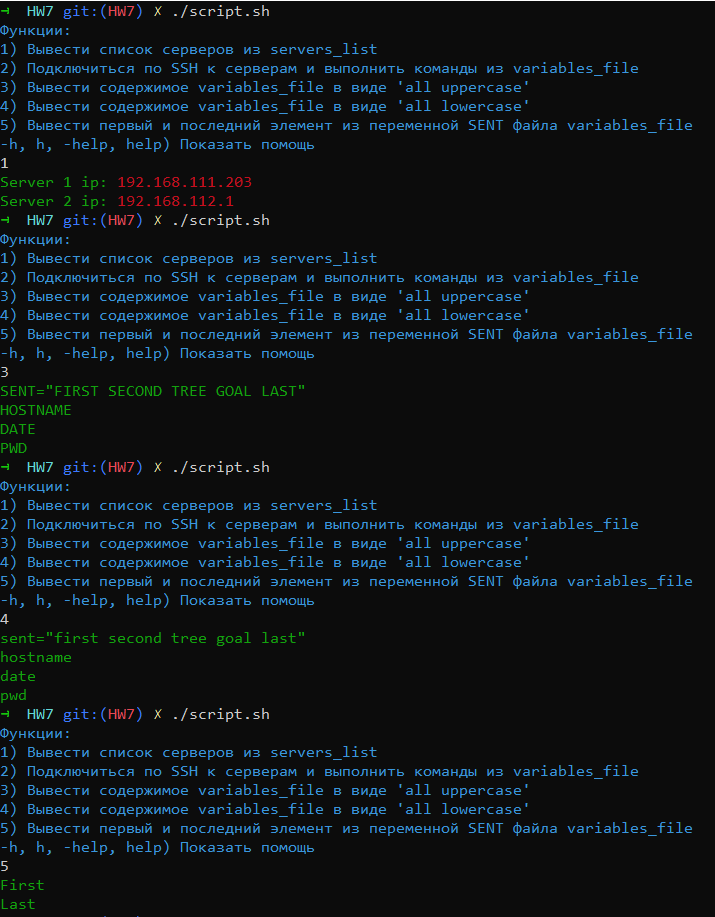 → HW7 git:(HW7) ✗ ./script.sh
Функции:
1) Вывести список серверов из servers_list
2) Подключиться по SSH к серверам и выполнить команды из variables_file
3) Вывести содержимое variables_file в виде 'all uppercase'
4) Вывести содержимое variables_file в виде 'all lowercase'
5) Вывести первый и последний элемент из переменной SENT файла variables_file
-h, h, -help, help) Показать помощь
1
Server 1 ip: 192.168.111.203
Server 2 ip: 192.168.112.1
→ HW7 git:(HW7) ✗ ./script.sh
Функции:
1) Вывести список серверов из servers_list
2) Подключиться по SSH к серверам и выполнить команды из variables_file
3) Вывести содержимое variables_file в виде 'all uppercase'
4) Вывести содержимое variables_file в виде 'all lowercase'
5) Вывести первый и последний элемент из переменной SENT файла variables_file
-h, h, -help, help) Показать помощь
3
SENT="FIRST SECOND TREE GOAL LAST"
HOSTNAME
DATE
PWD
→ HW7 git:(HW7) ✗ ./script.sh
Функции:
1) Вывести список серверов из servers_list
2) Подключиться по SSH к серверам и выполнить команды из variables_file
3) Вывести содержимое variables_file в виде 'all uppercase'
4) Вывести содержимое variables_file в виде 'all lowercase'
5) Вывести первый и последний элемент из переменной SENT файла variables_file
-h, h, -help, help) Показать помощь
4
sent="first second tree goal last"
hostname
date
pwd
→ HW7 git:(HW7) ✗ ./script.sh
Функции:
1) Вывести список серверов из servers_list
2) Подключиться по SSH к серверам и выполнить команды из variables_file
3) Вывести содержимое variables_file в виде 'all uppercase'
4) Вывести содержимое variables_file в виде 'all lowercase'
5) Вывести первый и последний элемент из переменной SENT файла variables_file
-h, h, -help, help) Показать помощь
5
First
Last